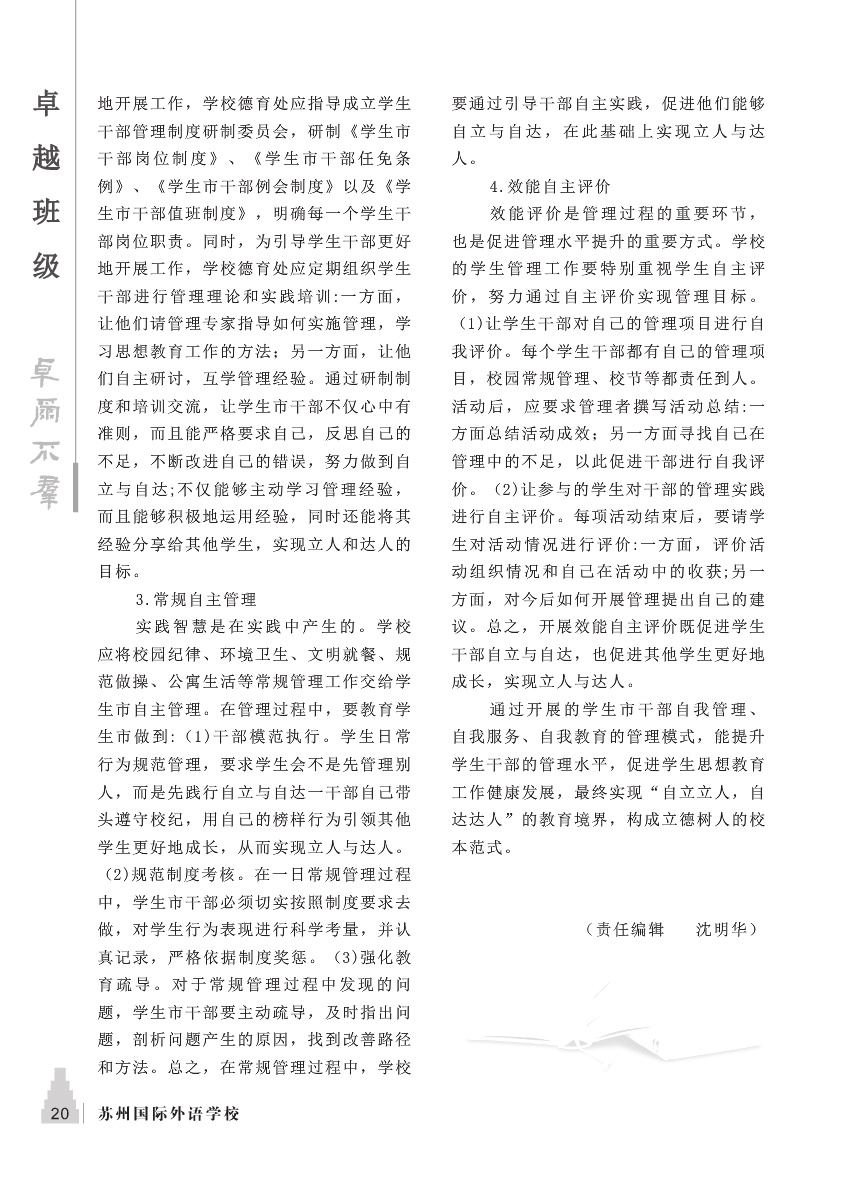 卓越班级
卓尔不群
地开展工作，学校德育处应指导成立学生
干部管理制度研制委员会，研制《学生市
干部岗位制度》、《学生市干部任免条
例》、《学生市干部例会制度》以及《学
生市干部值班制度》，明确每一个学生干
部岗位职责。同时，为引导学生干部更好
地开展工作，学校德育处应定期组织学生
干部进行管理理论和实践培训:一方面，
让他们请管理专家指导如何实施管理，学
习思想教育工作的方法；另一方面，让他
们自主研讨，互学管理经验。通过研制制
度和培训交流，让学生市干部不仅心中有
准则，而且能严格要求自己，反思自己的
不足，不断改进自己的错误，努力做到自
立与自达;不仅能够主动学习管理经验，
而且能够积极地运用经验，同时还能将其
经验分享给其他学生，实现立人和达人的
目标。
3.常规自主管理
实践智慧是在实践中产生的。学校
应将校园纪律、环境卫生、文明就餐、规
范做操、公寓生活等常规管理工作交给学
生市自主管理。在管理过程中，要教育学
生市做到:（1)干部模范执行。学生日常
行为规范管理，要求学生会不是先管理别
人，而是先践行自立与自达一干部自己带
头遵守校纪，用自己的榜样行为引领其他
学生更好地成长，从而实现立人与达人。
（2)规范制度考核。在一日常规管理过程
中，学生市干部必须切实按照制度要求去
做，对学生行为表现进行科学考量，并认
真记录，严格依据制度奖惩。（3)强化教
育疏导。对于常规管理过程中发现的问
题，学生市干部要主动疏导，及时指出问
题，剖析问题产生的原因，找到改善路径
和方法。总之，在常规管理过程中，学校
要通过引导干部自主实践，促进他们能够
自立与自达，在此基础上实现立人与达
人。
4.效能自主评价
效能评价是管理过程的重要环节，
也是促进管理水平提升的重要方式。学校
的学生管理工作要特别重视学生自主评
价，努力通过自主评价实现管理目标。
（1)让学生干部对自己的管理项目进行自
我评价。每个学生干部都有自己的管理项
目，校园常规管理、校节等都责任到人。
活动后，应要求管理者撰写活动总结:一
方面总结活动成效；另一方面寻找自己在
管理中的不足，以此促进干部进行自我评
价。（2)让参与的学生对干部的管理实践
进行自主评价。每项活动结束后，要请学
生对活动情况进行评价:一方面，评价活
动组织情况和自己在活动中的收获;另一
方面，对今后如何开展管理提出自己的建
议。总之，开展效能自主评价既促进学生
干部自立与自达，也促进其他学生更好地
成长，实现立人与达人。
通过开展的学生市干部自我管理、
自我服务、自我教育的管理模式，能提升
学生干部的管理水平，促进学生思想教育
工作健康发展，最终实现“自立立人，自
达达人”的教育境界，构成立德树人的校
本范式。
（责任编辑　　沈明华）
20 苏州国际外语学校